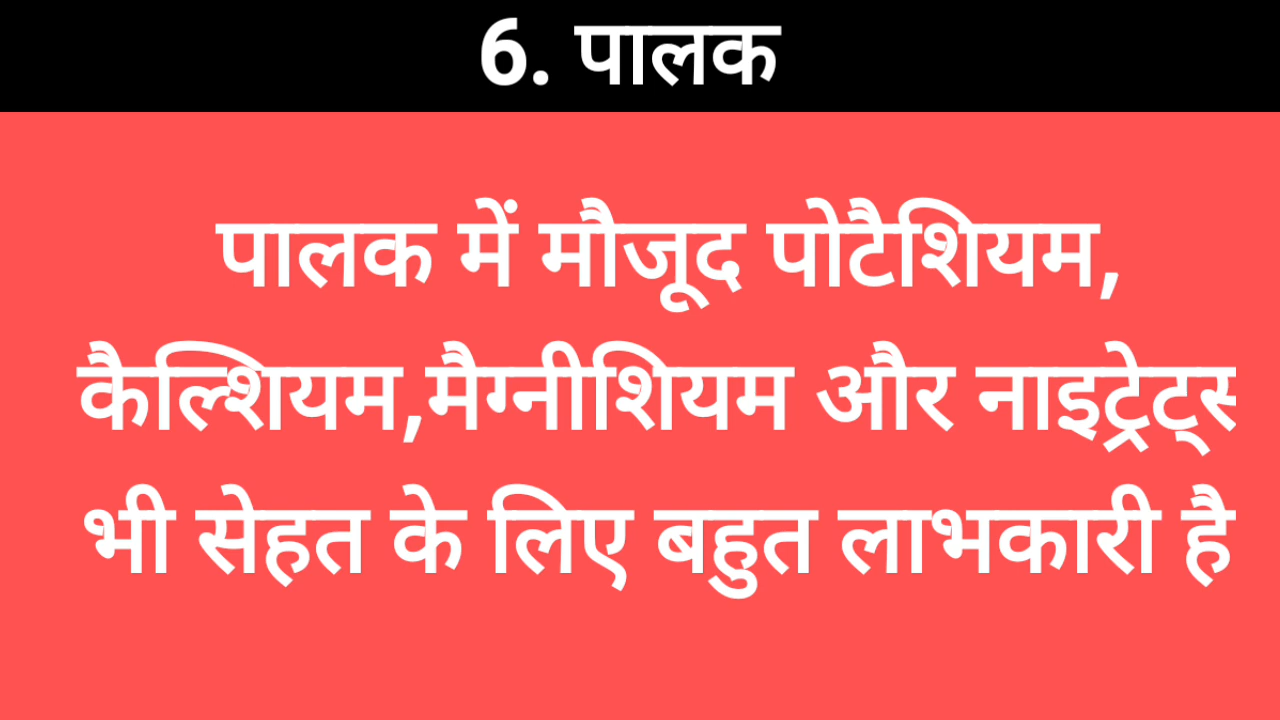 6. पालक
पालक में मौजूद पोटैशियम,
कैल्शियम,मैग्नीशियम और नाइट्रेट्स
भी सेहत के लिए बहुत लाभकारी है